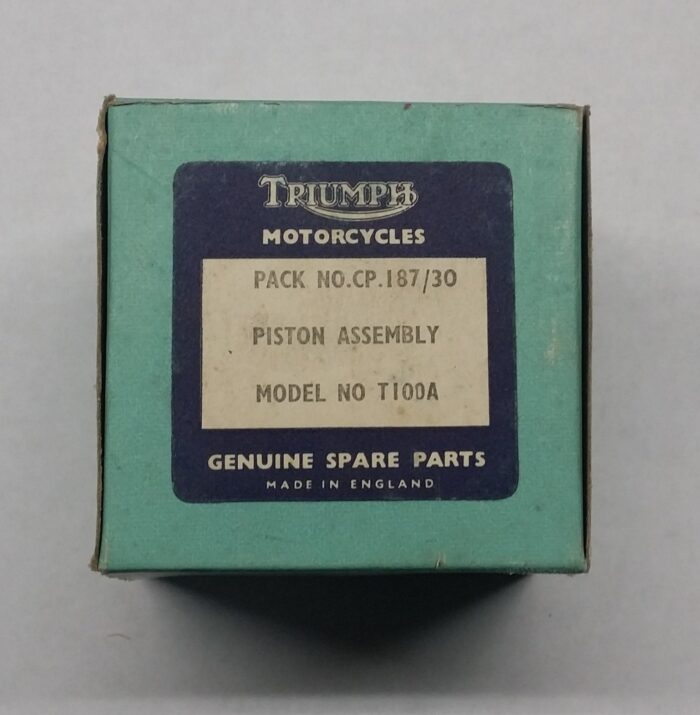 TRIUMPH
MOTORCYCLES
PACK NO.CP.187/30
PISTON ASSEMBLY
MODEL NO T100A
GENUINE SPARE PARTS
MADE IN ENGLAND